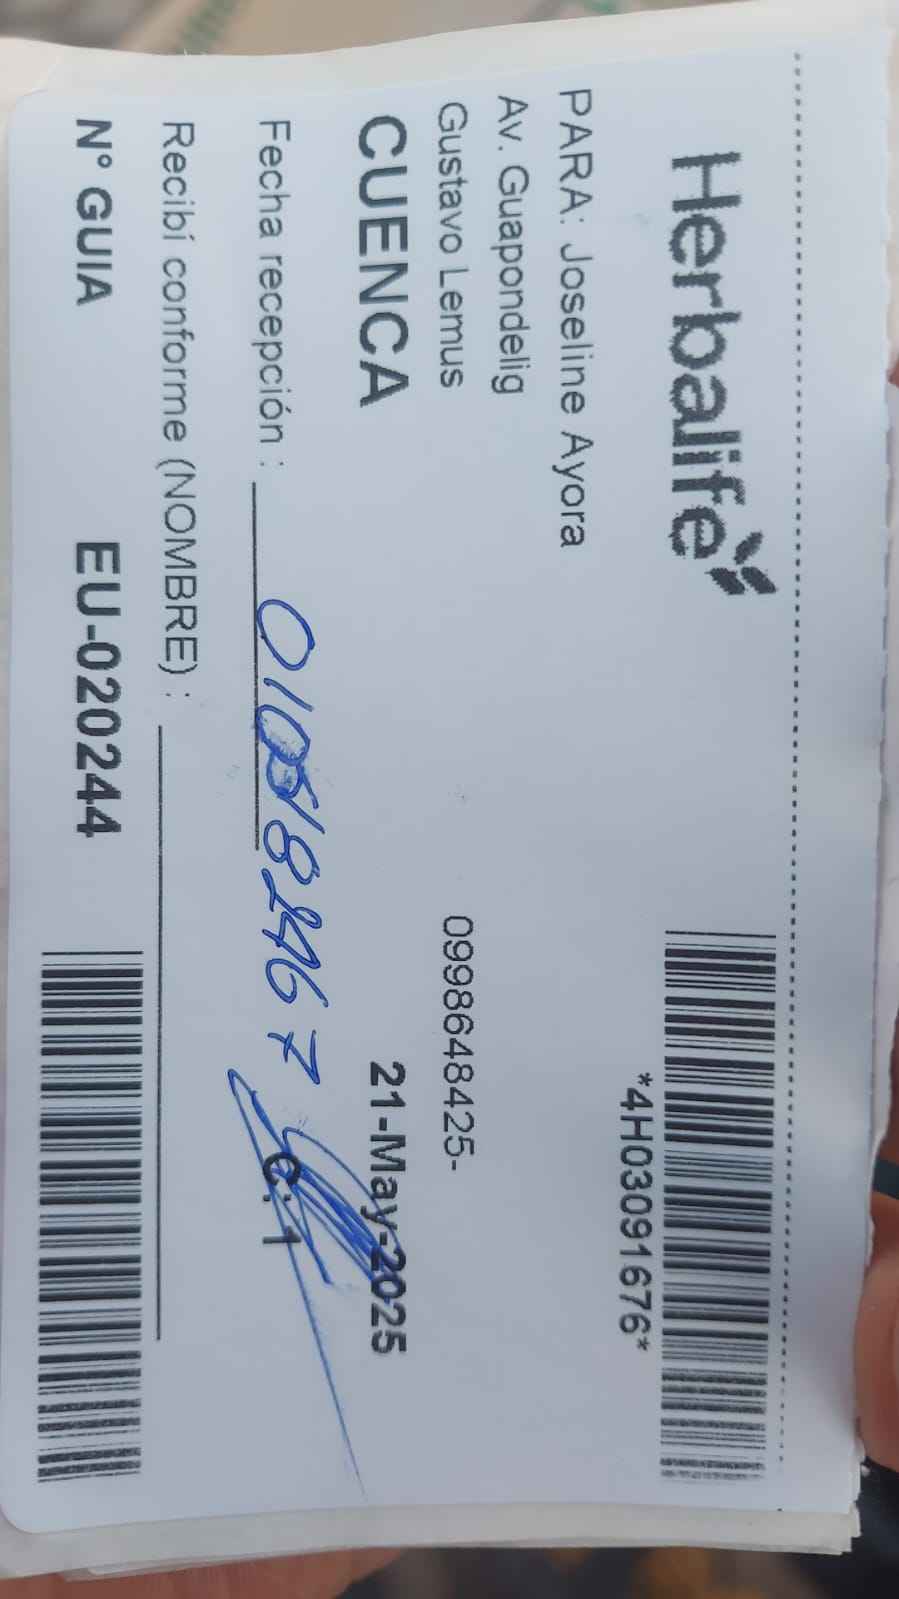 Herbalife
*4H03091676*
PARA: Joseline Ayora
Av. Guapondelig
Gustavo Lemus
0998648425-
CUENCA
21-May-2025
Fecha recepción :
C: 1
Recibí conforme (NOMBRE) :
N° GUIA
EU-020244